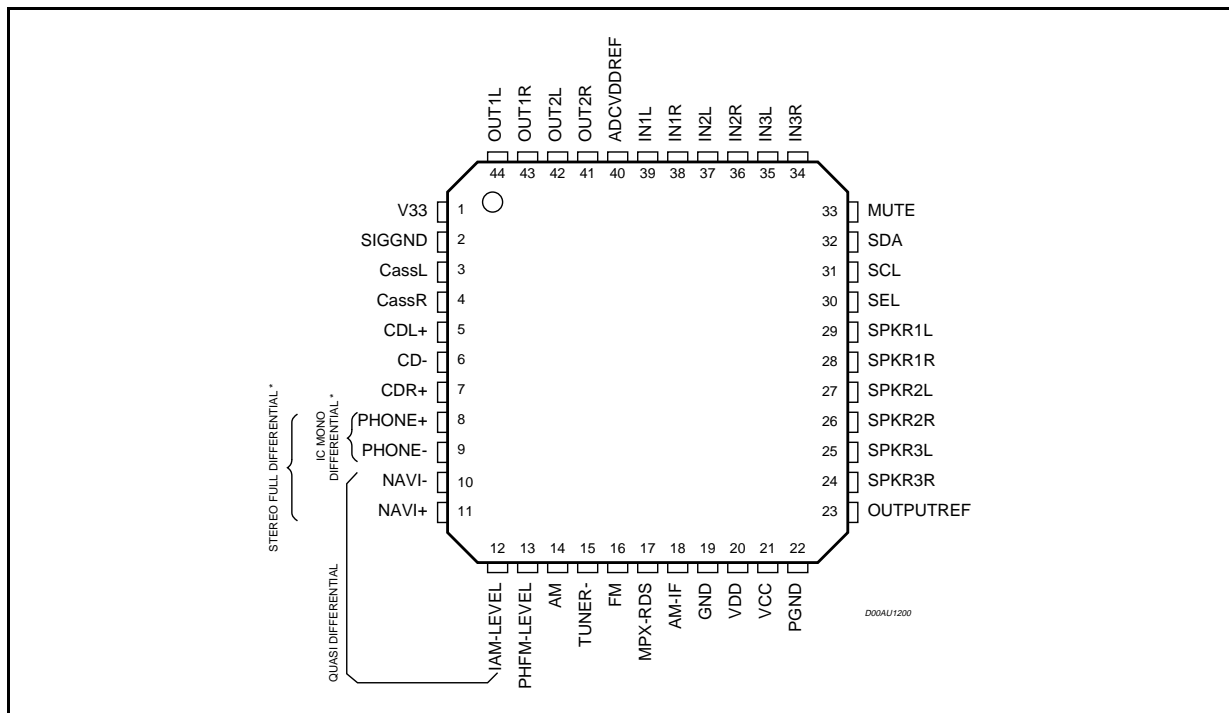 OUT1L
OUT1R
OUT2L
OUT2R
ADCVDDREF
IN1L
IN1R
IN2L
IN2R
IN3L
IN3R
44 43 42 41 40 39 38 37 36 35 34
V33 1
SIGGND 2
CassL 3
CassR 4
CDL+ 5
CD- 6
CDR+ 7
PHONE+ 8
PHONE- 9
NAVI- 10
NAVI+ 11
33 MUTE
32 SDA
31 SCL
30 SEL
29 SPKR1L
28 SPKR1R
27 SPKR2L
26 SPKR2R
25 SPKR3L
24 SPKR3R
23 OUTPUTREF
STEREO FULL DIFFERENTIAL *
IC MONO
DIFFERENTIAL *
QUASI DIFFERENTIAL
12 13 14 15 16 17 18 19 20 21 22
IAM-LEVEL
PHFM-LEVEL
AM
TUNER-
FM
MPX-RDS
AM-IF
GND
VDD
VCC
PGND
D00AU1200